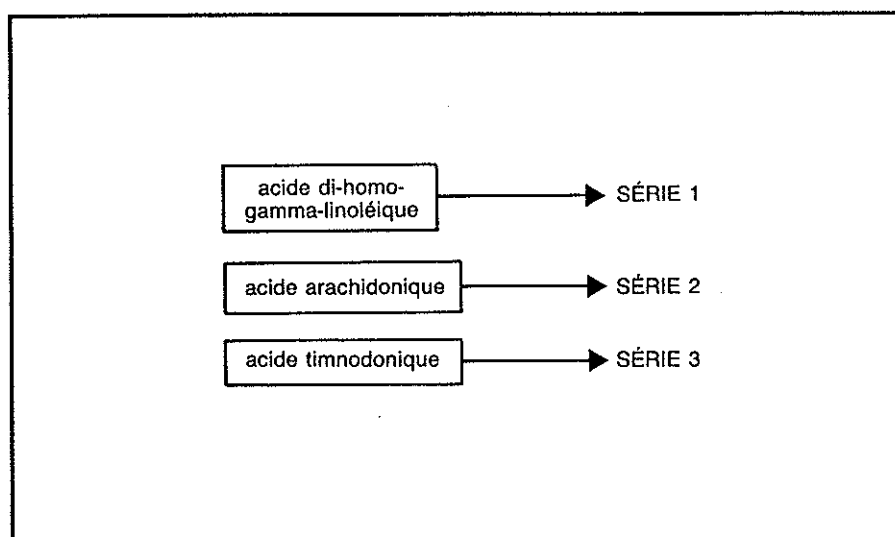 acide di-homo-
gamma-linoléique
SÉRIE 1
acide arachidonique
SÉRIE 2
acide timnodonique
SÉRIE 3